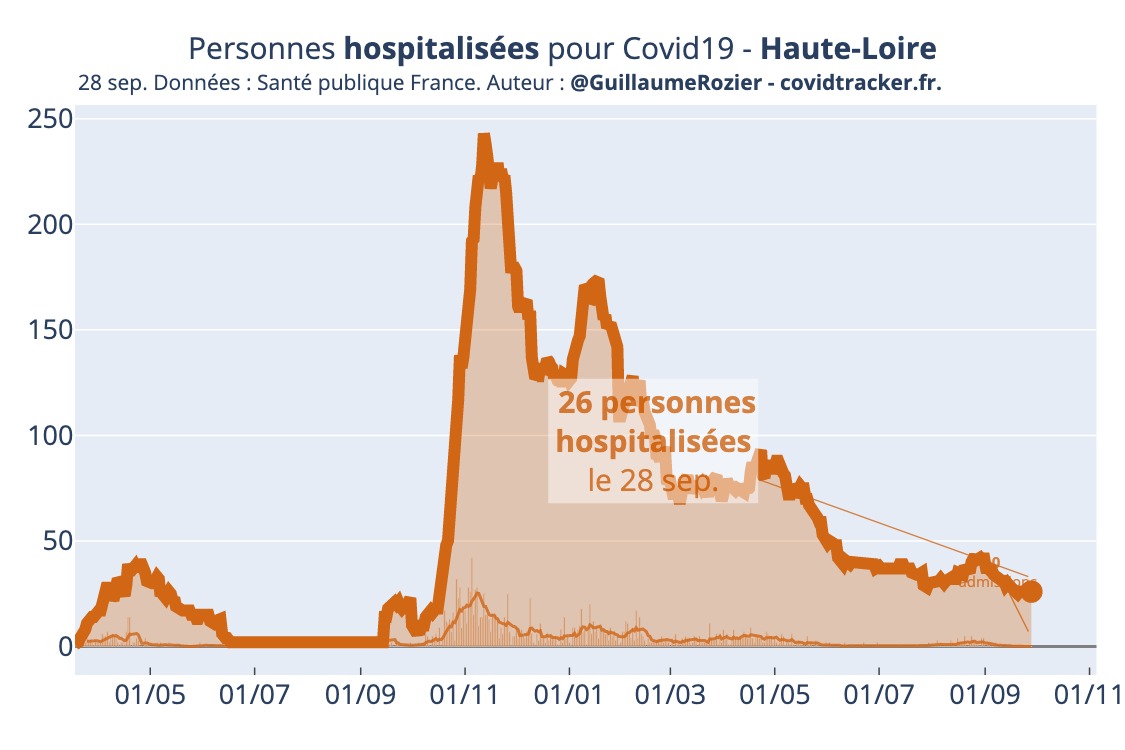 Personnes hospitalisées pour Covid19 - Haute-Loire
28 sep. Données : Santé publique France. Auteur : @GuillaumeRozier - covidtracker.fr.
250
200
150
100
50
0
26 personnes
hospitalisées
le 28 sep.
0
admissions
01/05 01/07 01/09 01/11 01/01 01/03 01/05 01/07 01/09 01/11